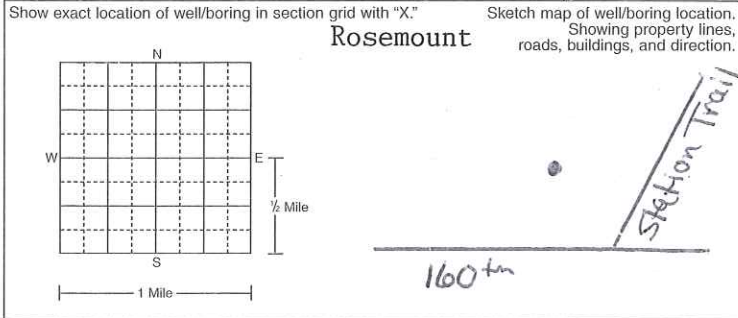 Show exact location of well/boring in section grid with “X.”
Sketch map of well/boring location.
Showing property lines,
roads, buildings, and direction.
Rosemount
N
W
E
½ Mile
S
1 Mile
Station Trail
160th